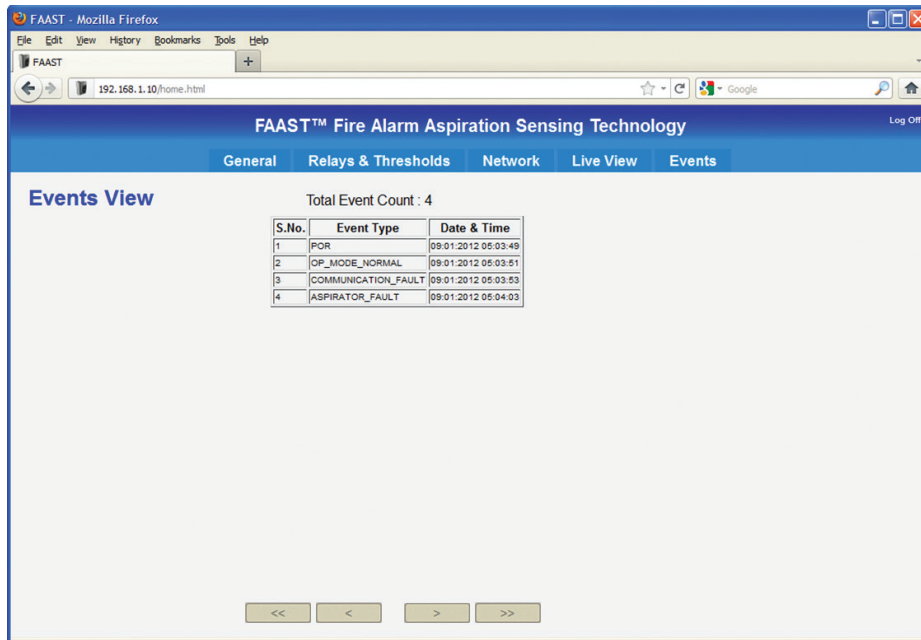 FAAST - Mozilla Firefox
File Edit View History Bookmarks Tools Help
FAAST
192.168.1.10/home.html
Google
FAAST™ Fire Alarm Aspiration Sensing Technology
Log Off
General Relays & Thresholds Network Live View Events
Events View
Total Event Count : 4
S.No. Event Type Date & Time
1 POR 09:01:2012 05:03:49
2 OP_MODE_NORMAL 09:01:2012 05:03:51
3 COMMUNICATION_FAULT 09:01:2012 05:03:53
4 ASPIRATOR_FAULT 09:01:2012 05:04:03
<< < > >>